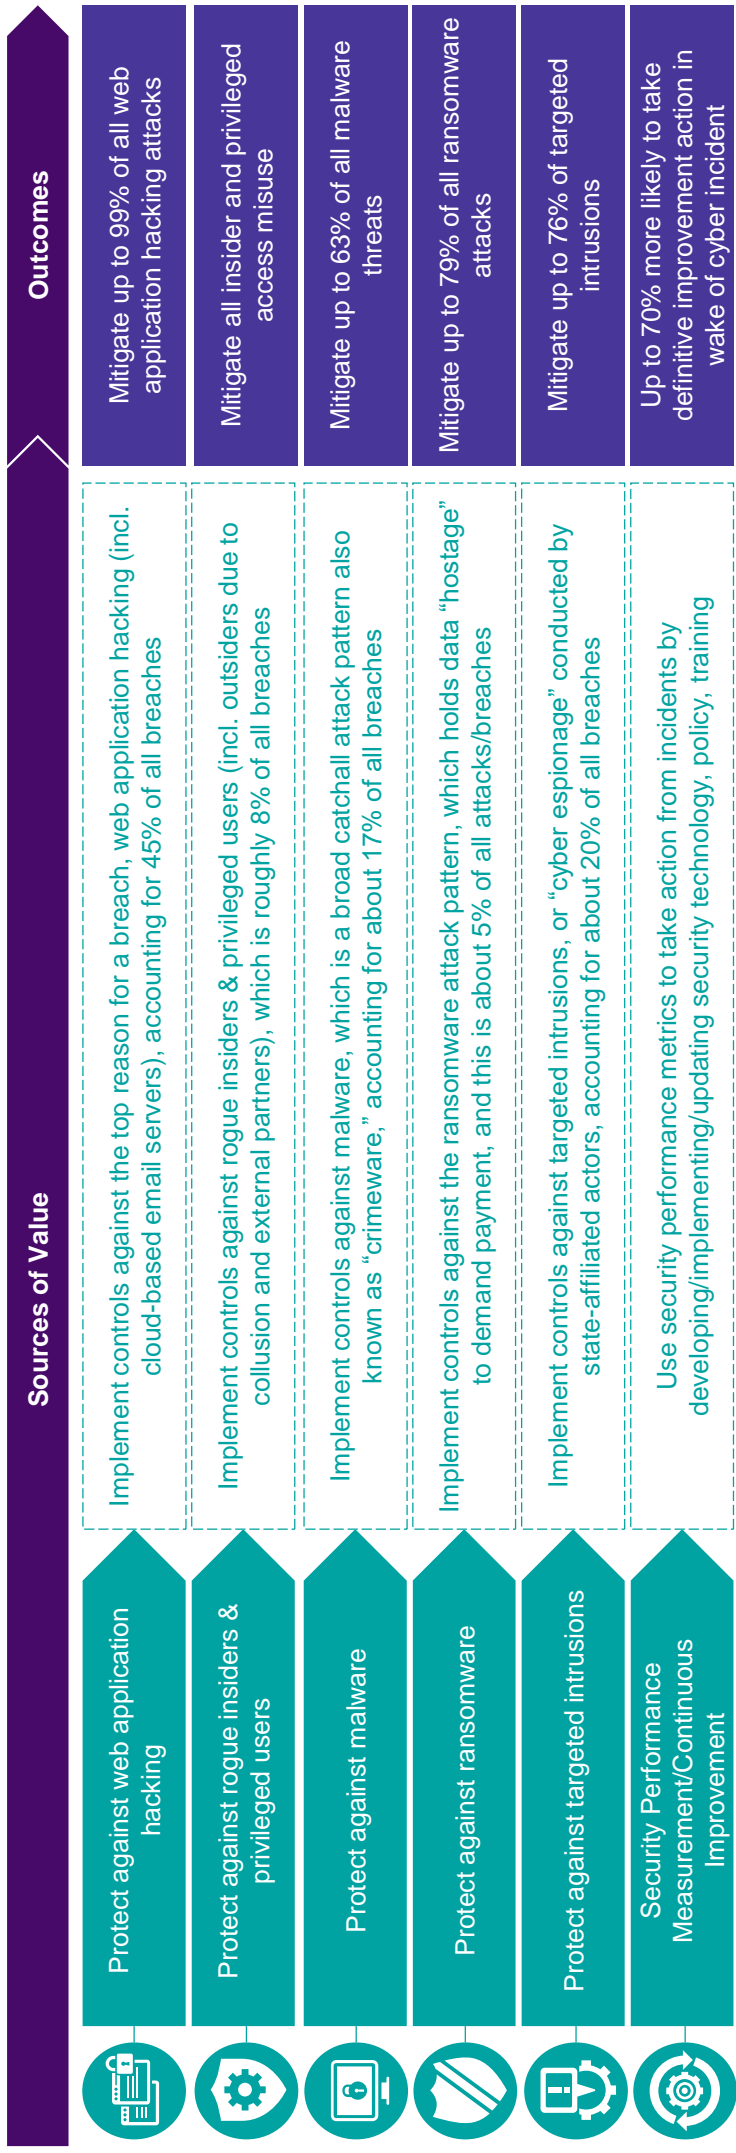 Sources of Value
Outcomes
Protect against web application
hacking
Implement controls against the top reason for a breach, web application hacking (incl.
cloud-based email servers), accounting for 45% of all breaches
Mitigate up to 99% of all web
application hacking attacks
Protect against rogue insiders &
privileged users
Implement controls against rogue insiders & privileged users (incl. outsiders due to
collusion and external partners), which is roughly 8% of all breaches
Mitigate all insider and privileged
access misuse
Protect against malware
Implement controls against malware, which is a broad catchall attack pattern also
known as “crimeware,” accounting for about 17% of all breaches
Mitigate up to 63% of all malware
threats
Protect against ransomware
Implement controls against the ransomware attack pattern, which holds data “hostage”
to demand payment, and this is about 5% of all attacks/breaches
Mitigate up to 79% of all ransomware
attacks
Protect against targeted intrusions
Implement controls against targeted intrusions, or “cyber espionage” conducted by
state-affiliated actors, accounting for about 20% of all breaches
Mitigate up to 76% of targeted
intrusions
Security Performance
Measurement/Continuous
Improvement
Use security performance metrics to take action from incidents by
developing/implementing/updating security technology, policy, training
Up to 70% more likely to take
definitive improvement action in
wake of cyber incident